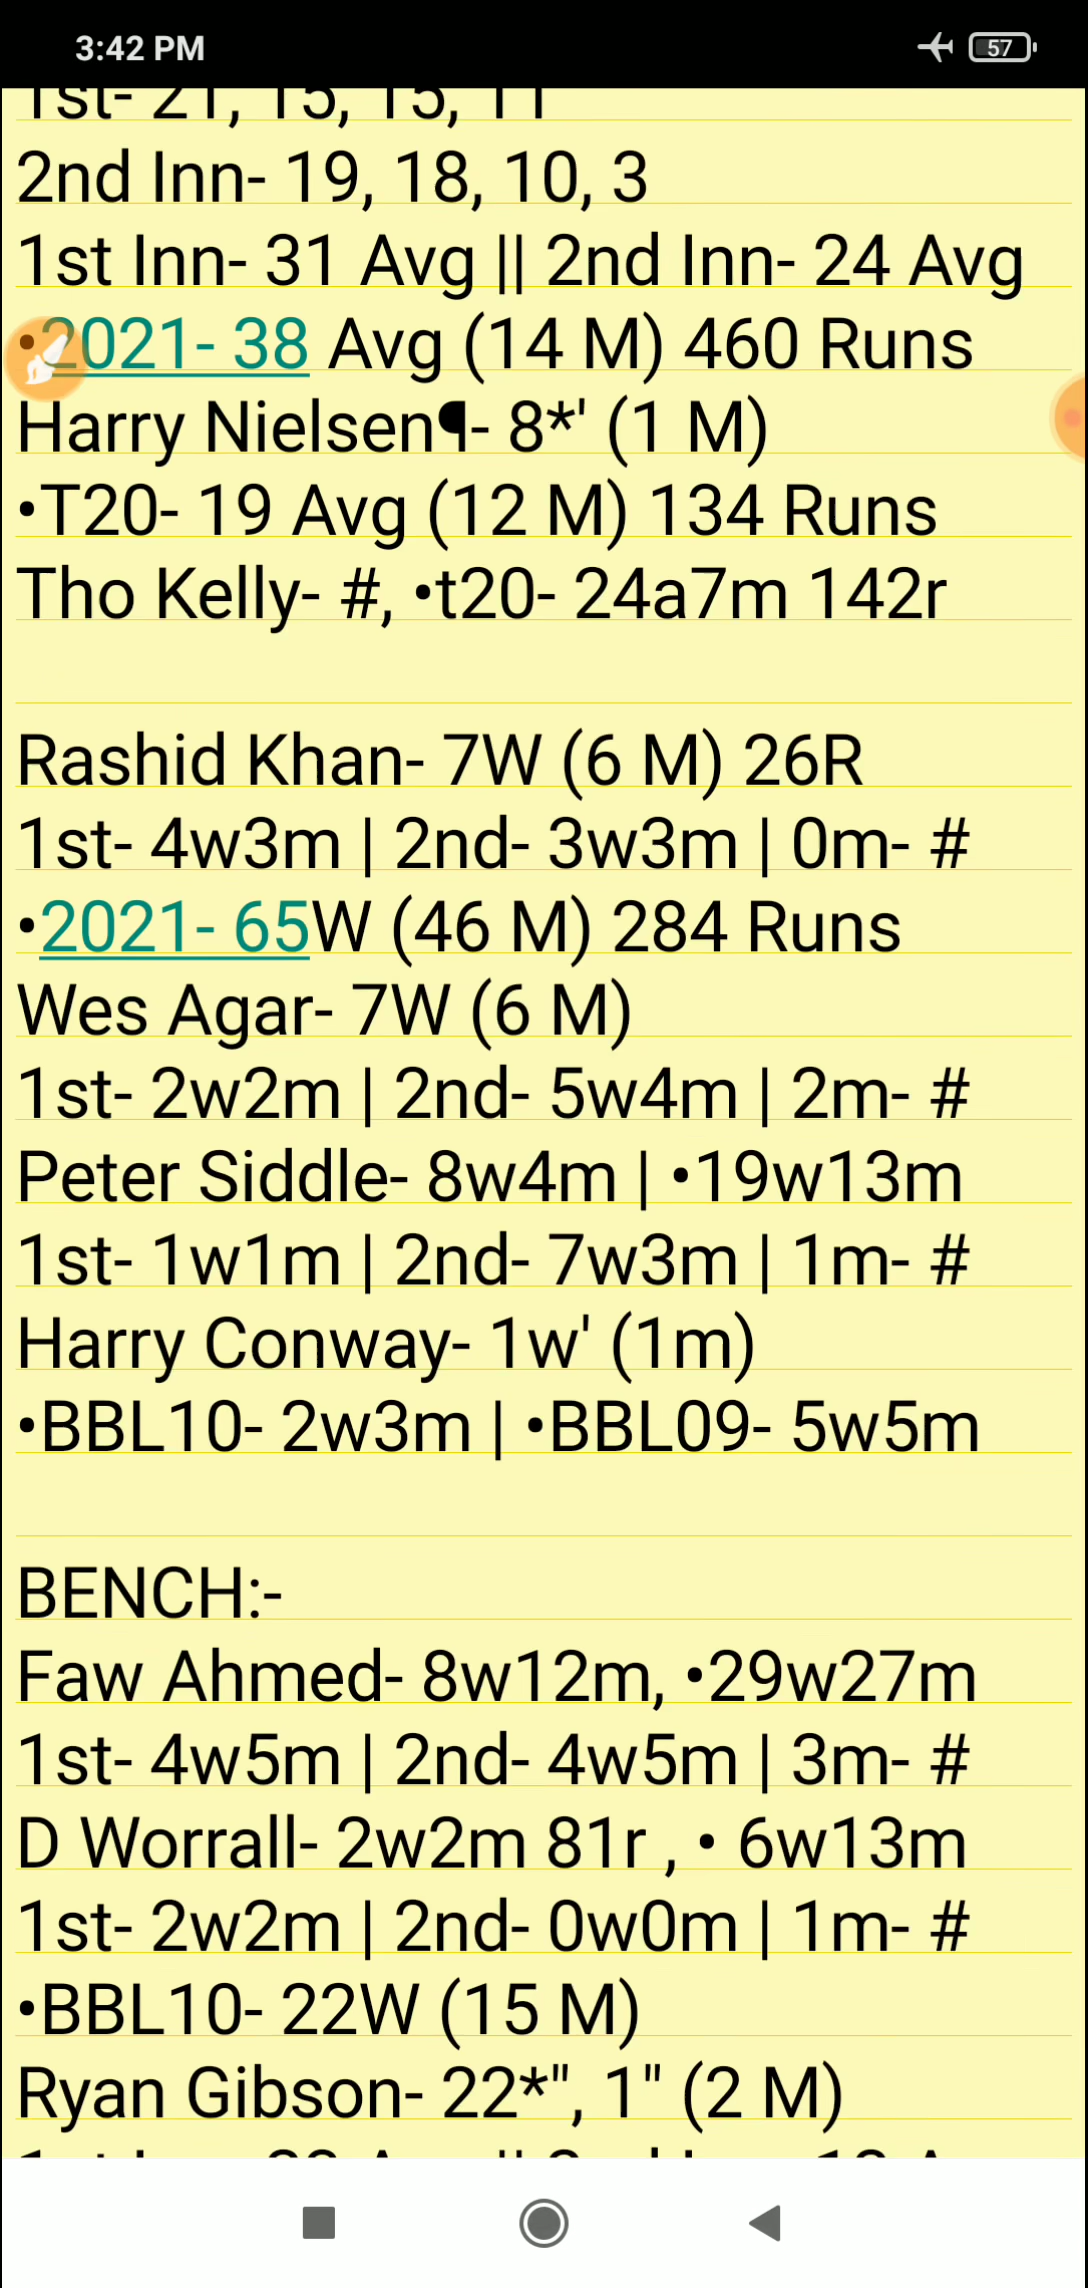 3:42 PM
57
1st- 21, 15, 15, 11
2nd Inn- 19, 18, 10, 3
1st Inn- 31 Avg || 2nd Inn- 24 Avg
•2021- 38 Avg (14 M) 460 Runs
Harry Nielsen¶- 8*' (1 M)
•T20- 19 Avg (12 M) 134 Runs
Tho Kelly- #, •t20- 24a7m 142r
Rashid Khan- 7W (6 M) 26R
1st- 4w3m | 2nd- 3w3m | 0m- #
•2021- 65W (46 M) 284 Runs
Wes Agar- 7W (6 M)
1st- 2w2m | 2nd- 5w4m | 2m- #
Peter Siddle- 8w4m | •19w13m
1st- 1w1m | 2nd- 7w3m | 1m- #
Harry Conway- 1w' (1m)
•BBL10- 2w3m | •BBL09- 5w5m
BENCH:-
Faw Ahmed- 8w12m, •29w27m
1st- 4w5m | 2nd- 4w5m | 3m- #
D Worrall- 2w2m 81r , • 6w13m
1st- 2w2m | 2nd- 0w0m | 1m- #
•BBL10- 22W (15 M)
Ryan Gibson- 22*", 1" (2 M)